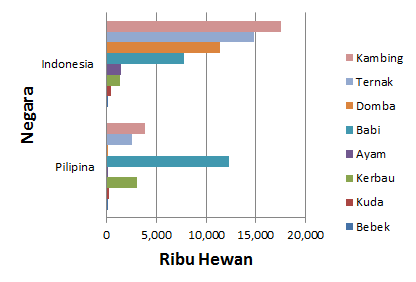 Negara
Indonesia
Pilipina
0
5,000
10,000
15,000
20,000
Ribu Hewan
Kambing
Ternak
Domba
Babi
Ayam
Kerbau
Kuda
Bebek